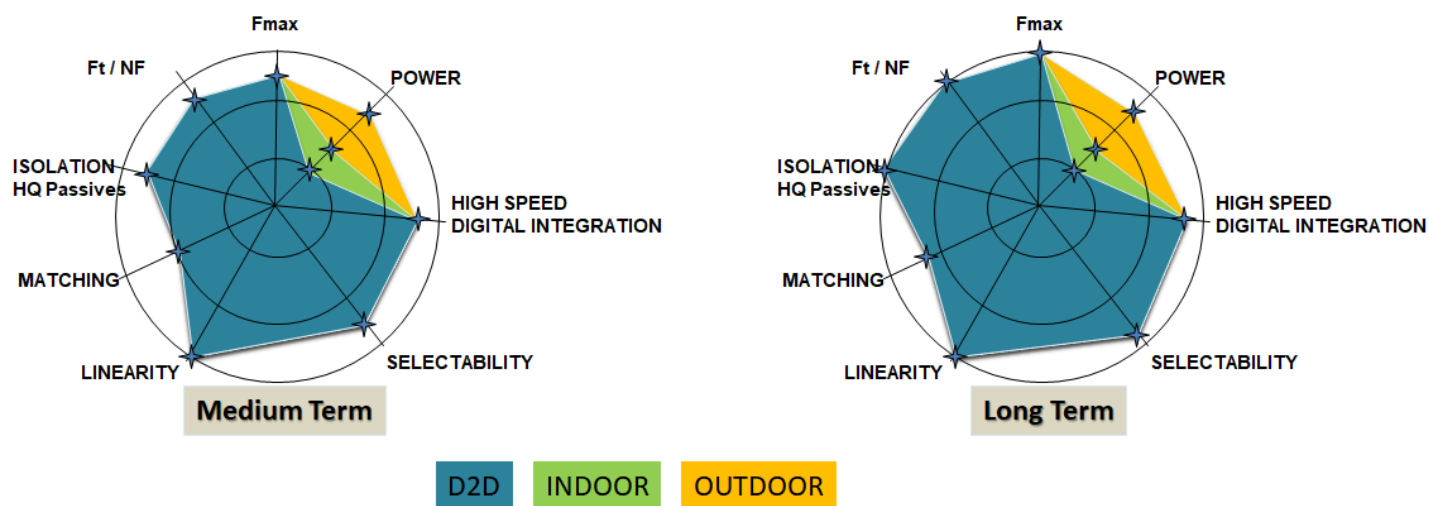 Fmax
Ft / NF
POWER
ISOLATION
HQ Passives
HIGH SPEED
DIGITAL INTEGRATION
MATCHING
LINEARITY
SELECTABILITY
Medium Term
Fmax
Ft / NF
POWER
ISOLATION
HQ Passives
HIGH SPEED
DIGITAL INTEGRATION
MATCHING
LINEARITY
SELECTABILITY
Long Term
D2D
INDOOR
OUTDOOR